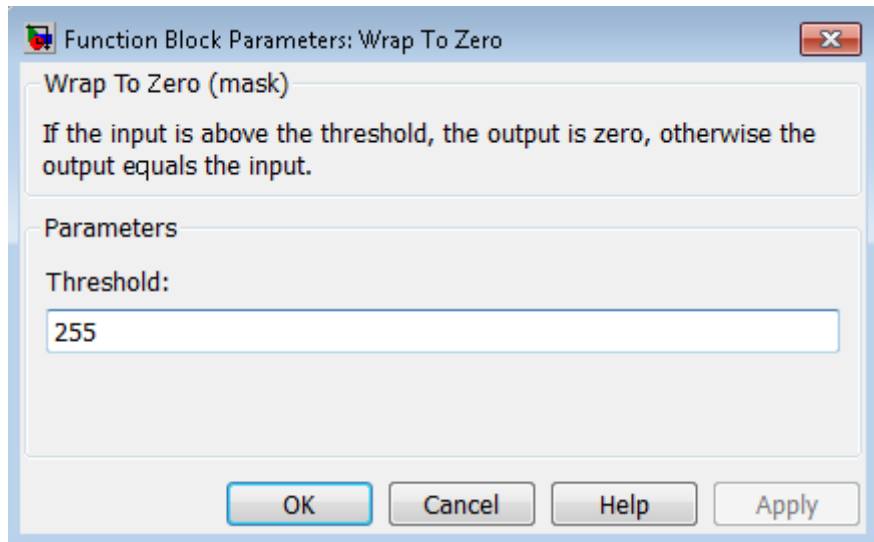 Function Block Parameters: Wrap To Zero
Wrap To Zero (mask)
If the input is above the threshold, the output is zero, otherwise the
output equals the input.
Parameters
Threshold:
255
OK Cancel Help Apply